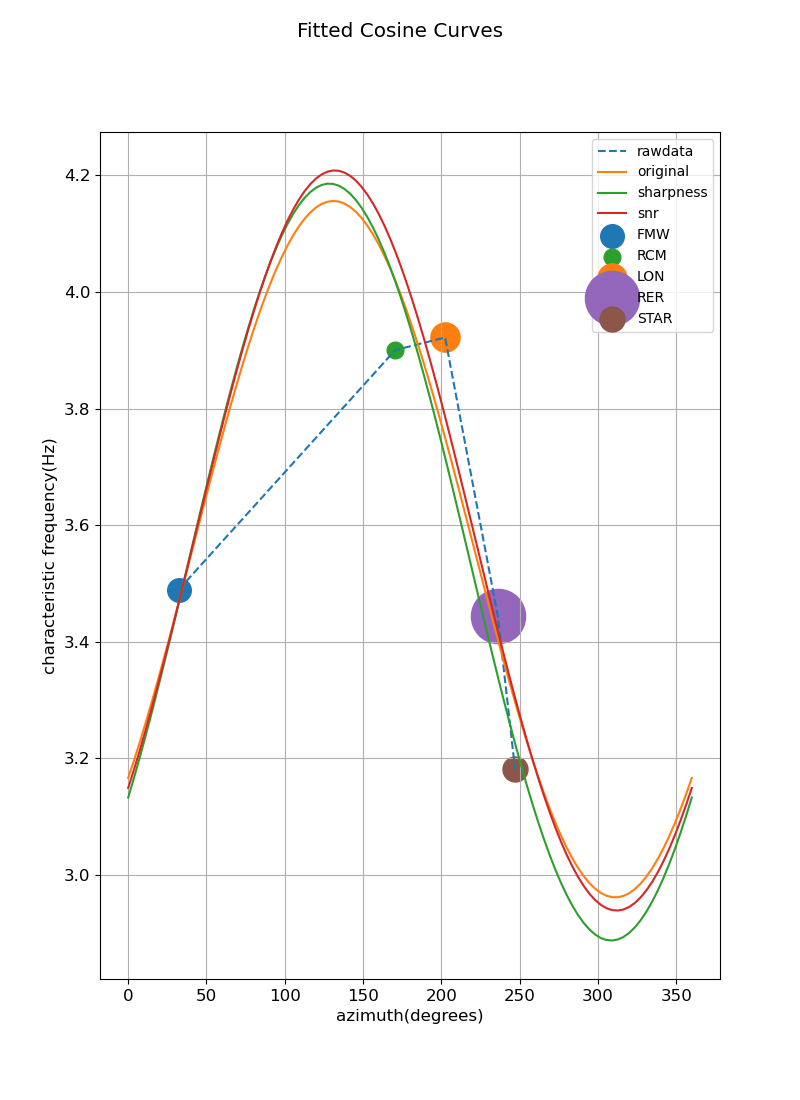 Fitted Cosine Curves
characteristic frequency(Hz)
4.2
4.0
3.8
3.6
3.4
3.2
3.0
rawdata
original
sharpness
snr
FMW
RCM
LON
RER
STAR
0 50 100 150 200 250 300 350
azimuth(degrees)